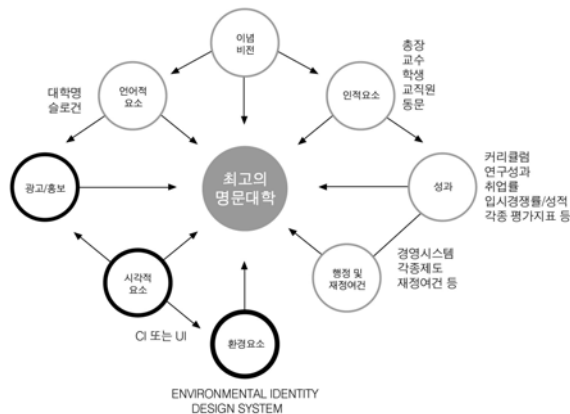 이념
비전
총장
교수
학생
교직원
동문
대학명
슬로건
언어적
요소
인적요소
커리큘럼
연구성과
취업률
입시경쟁률/성적
각종 평가지표 등
광고/홍보
최고의
명문대학
성과
시각적
요소
행정 및
재정여건
경영시스템
각종제도
재정여건 등
CI 또는 UI
환경요소
ENVIRONMENTAL IDENTITY
DESIGN SYSTEM